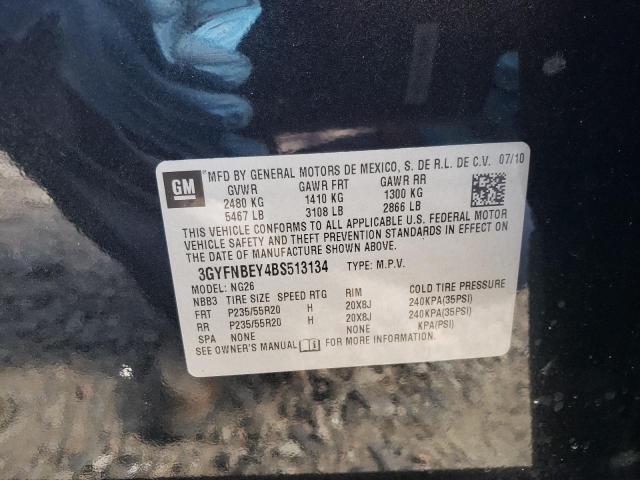 GM MFD BY GENERAL MOTORS DE MEXICO, S. DE R.L. DE C.V. 07/10
GVWR GAWR FRT GAWR RR
2480 KG 1410 KG 1300 KG
5467 LB 3108 LB 2866 LB
THIS VEHICLE CONFORMS TO ALL APPLICABLE U.S. FEDERAL MOTOR
VEHICLE SAFETY AND THEFT PREVENTION STANDARDS IN EFFECT
ON THE DATE OF MANUFACTURE SHOWN ABOVE.
3GYFNBEY4BS513134 TYPE: M.P.V.
MODEL: NG26
NBB3 TIRE SIZE SPEED RTG RIM COLD TIRE PRESSURE
FRT P235/55R20 H 20X8J 240KPA(35PSI)
RR P235/55R20 H 20X8J 240KPA(35PSI)
SPA NONE NONE KPA(PSI)
SEE OWNER'S MANUAL FOR MORE INFORMATION.